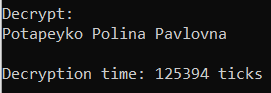 Decrypt:
Potapeyko Polina Pavlovna
Decryption time: 125394 ticks